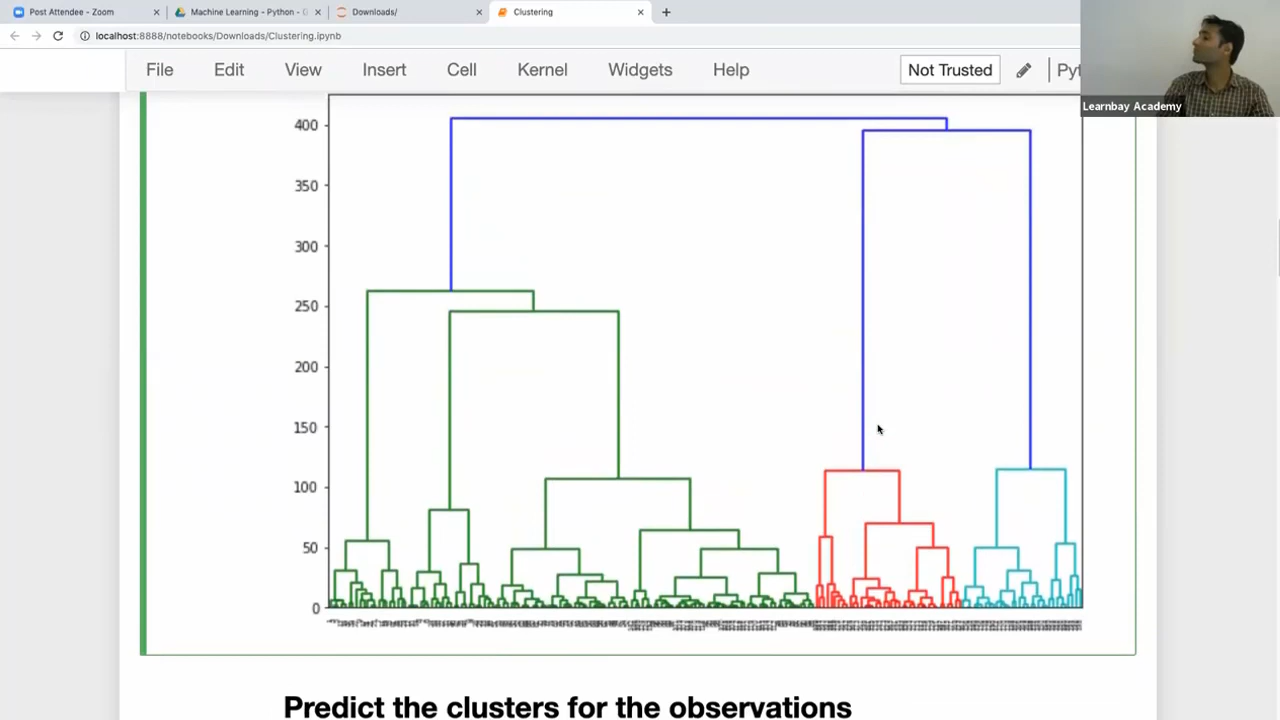 Post Attendee - Zoom
Machine Learning - Python - G
Downloads/
Clustering
localhost:8888/notebooks/Downloads/Clustering.ipynb
File Edit View Insert Cell Kernel Widgets Help
Not Trusted
Pyt
Learnbay Academy
400
350
300
250
200
150
100
50
0
Predict the clusters for the observations